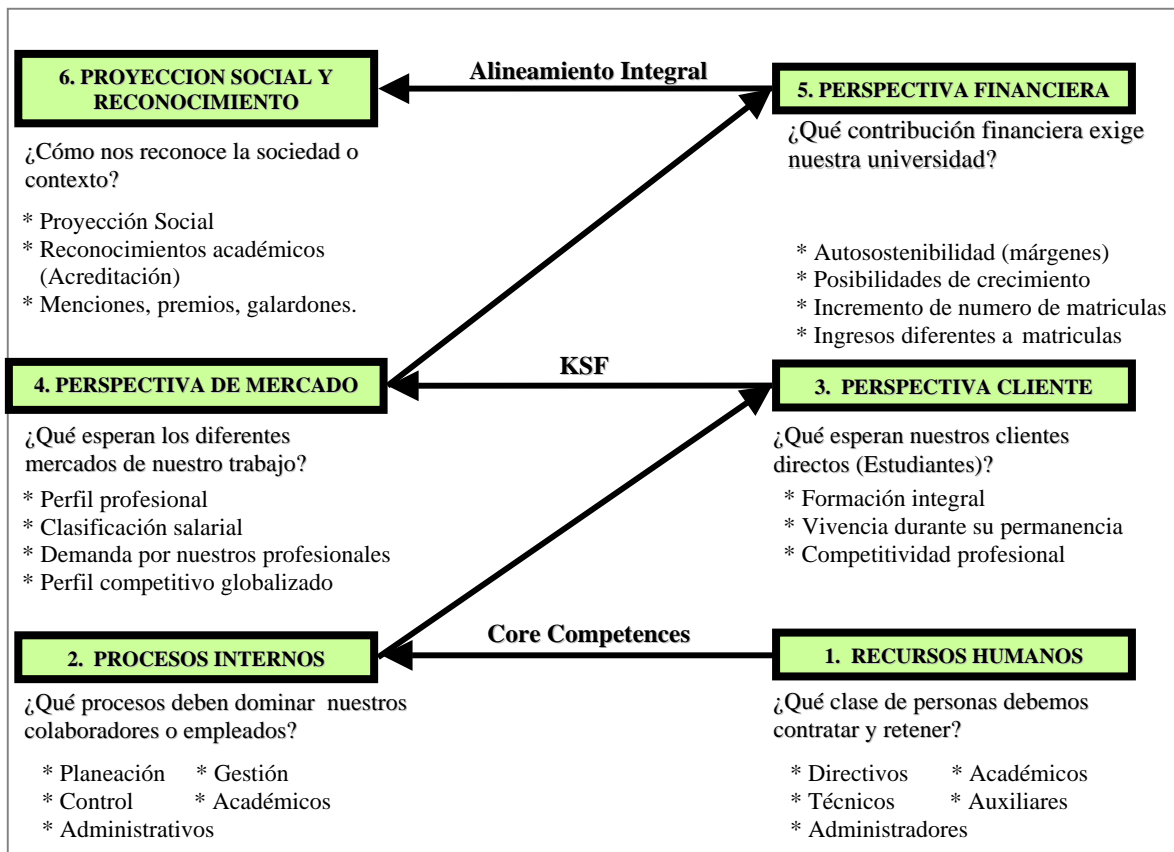 6. PROYECCION SOCIAL Y
RECONOCIMIENTO
Alineamiento Integral
5. PERSPECTIVA FINANCIERA
¿Cómo nos reconoce la sociedad o
contexto?
* Proyección Social
* Reconocimientos académicos
(Acreditación)
* Menciones, premios, galardones.
¿Qué contribución financiera exige
nuestra universidad?
* Autosostenibilidad (márgenes)
* Posibilidades de crecimiento
* Incremento de numero de matriculas
* Ingresos diferentes a matriculas
4. PERSPECTIVA DE MERCADO
KSF
3. PERSPECTIVA CLIENTE
¿Qué esperan los diferentes
mercados de nuestro trabajo?
* Perfil profesional
* Clasificación salarial
* Demanda por nuestros profesionales
* Perfil competitivo globalizado
¿Qué esperan nuestros clientes
directos (Estudiantes)?
* Formación integral
* Vivencia durante su permanencia
* Competitividad profesional
2. PROCESOS INTERNOS
Core Competences
1. RECURSOS HUMANOS
¿Qué procesos deben dominar nuestros
colaboradores o empleados?
* Planeación * Gestión
* Control * Académicos
* Administrativos
¿Qué clase de personas debemos
contratar y retener?
* Directivos * Académicos
* Técnicos * Auxiliares
* Administradores